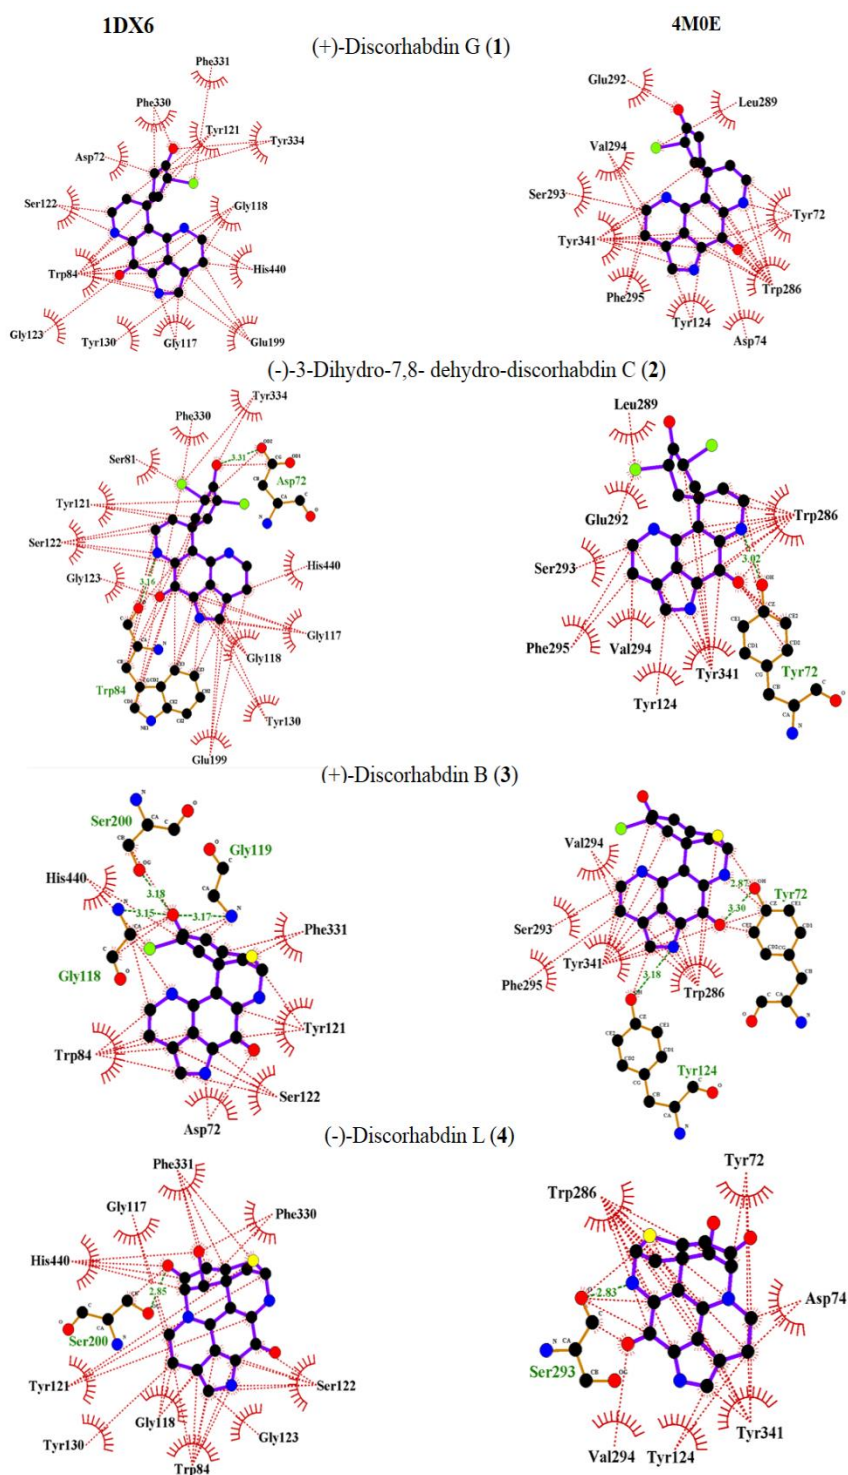 1DX6
4M0E
(+)-Discorhabdin G (1)
Phe331
Phe330
Tyr121
Tyr334
Asp72
Ser122
Gly118
Trp84
His440
Gly123
Tyr130
Gly117
Glu199
Glu292
Leu289
Val294
Ser293
Tyr72
Tyr341
Trp286
Phe295
Tyr124
Asp74
(-)-3-Dihydro-7,8- dehydro-discorhabdin C (2)
Tyr334
Phe330
3.31
Asp72
Ser81
Tyr121
Ser122
His440
Gly123
3.16
Gly117
Gly118
Trp84
Tyr130
Glu199
Leu289
Trp286
Glu292
3.02
Ser293
Phe295
Val294
Tyr341
Tyr72
Tyr124
(+)-Discorhabdin B (3)
Ser200
Gly119
His440
3.18
3.15
3.17
Phe331
Gly118
Tyr121
Trp84
Ser122
Asp72
Val294
2.87
Tyr72
3.30
Ser293
Tyr341
Phe295
3.18
Trp286
Tyr124
(-)-Discorhabdin L (4)
Phe331
Gly117
Phe330
His440
2.85
Ser200
Tyr121
Ser122
Gly118
Gly123
Tyr130
Trp84
Tyr72
Trp286
2.83
Asp74
Ser293
Tyr341
Val294
Tyr124